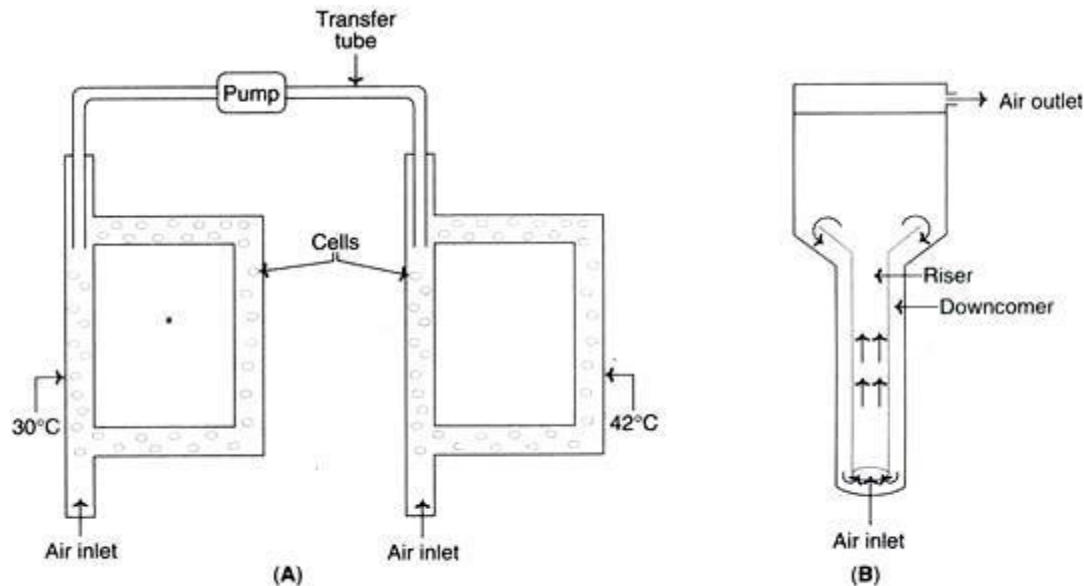 Transfer
tube
Pump
Cells
30°C
42°C
Air inlet
Air inlet
(A)
Air outlet
Riser
Downcomer
Air inlet
(B)